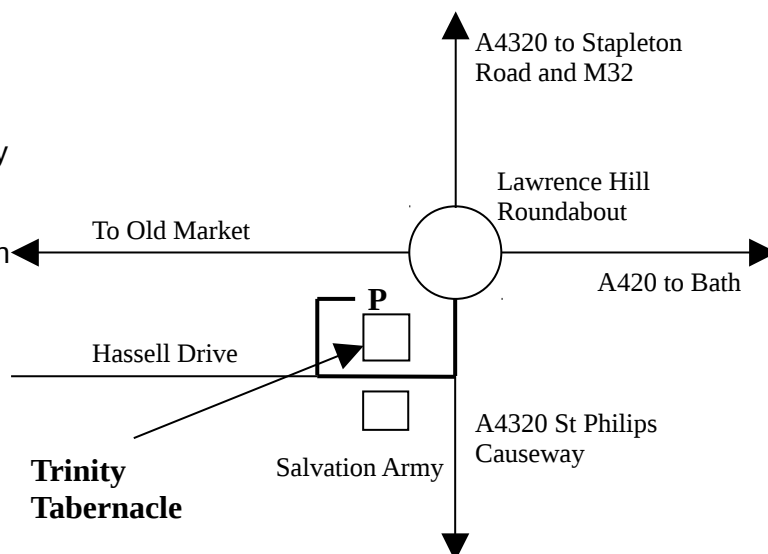 A4320 to Stapleton
Road and M32
Lawrence Hill
Roundabout
To Old Market
A420 to Bath
P
Hassell Drive
A4320 St Philips
Causeway
Salvation Army
Trinity
Tabernacle